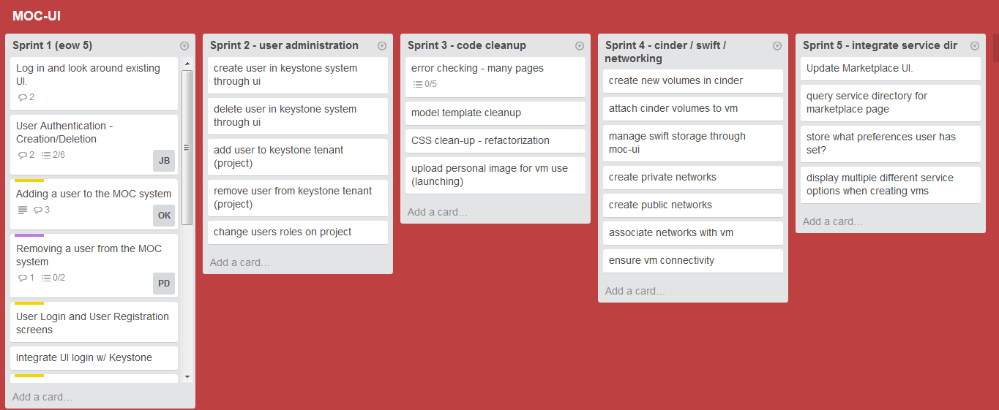 MOC-UI
Sprint 1 (eow 5)
Log in and look around existing
UI.
2
User Authentication -
Creation/Deletion
2 2/6
JB
Adding a user to the MOC system
3
OK
Removing a user from the MOC
system
1 0/2
PD
User Login and User Registration
screens
Integrate UI login w/ Keystone
Add a card…
Sprint 2 - user administration
create user in keystone system
through ui
delete user in keystone system
through ui
add user to keystone tenant
(project)
remove user from keystone tenant
(project)
change users roles on project
Add a card…
Sprint 3 - code cleanup
error checking - many pages
0/5
model template cleanup
CSS clean-up - refactorization
upload personal image for vm use
(launching)
Add a card…
Sprint 4 - cinder / swift /
networking
create new volumes in cinder
attach cinder volumes to vm
manage swift storage through
moc-ui
create private networks
create public networks
associate networks with vm
ensure vm connectivity
Add a card…
Sprint 5 - integrate service dir
Update Marketplace UI.
query service directory for
marketplace page
store what preferences user has
set?
display multiple different service
options when creating vms
Add a card…